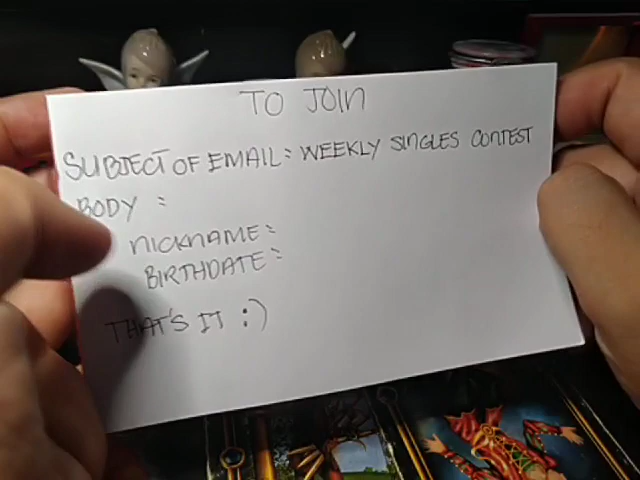 TO JOIN
SUBJECT OF EMAIL: WEEKLY SINGLES CONTEST
BODY :
NICKNAME:
BIRTHDATE:
THAT'S IT :)